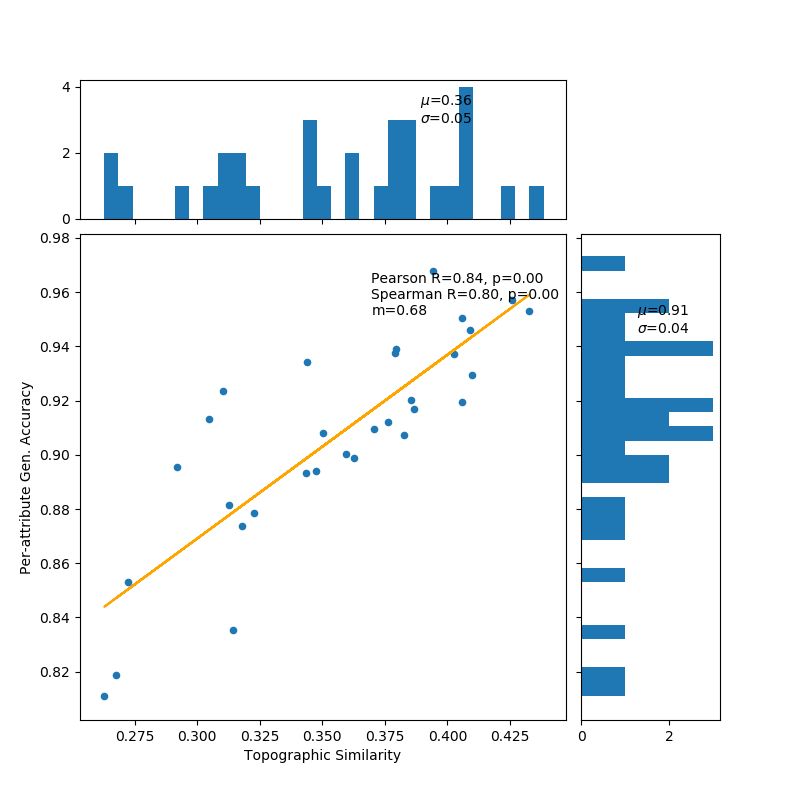 4
2
0
μ=0.36
σ=0.05
0.98
0.96
0.94
0.92
0.90
0.88
0.86
0.84
0.82
Per-attribute Gen. Accuracy
Pearson R=0.84, p=0.00
Spearman R=0.80, p=0.00
m=0.68
μ=0.91
σ=0.04
0.275 0.300 0.325 0.350 0.375 0.400 0.425
Topographic Similarity
0 2